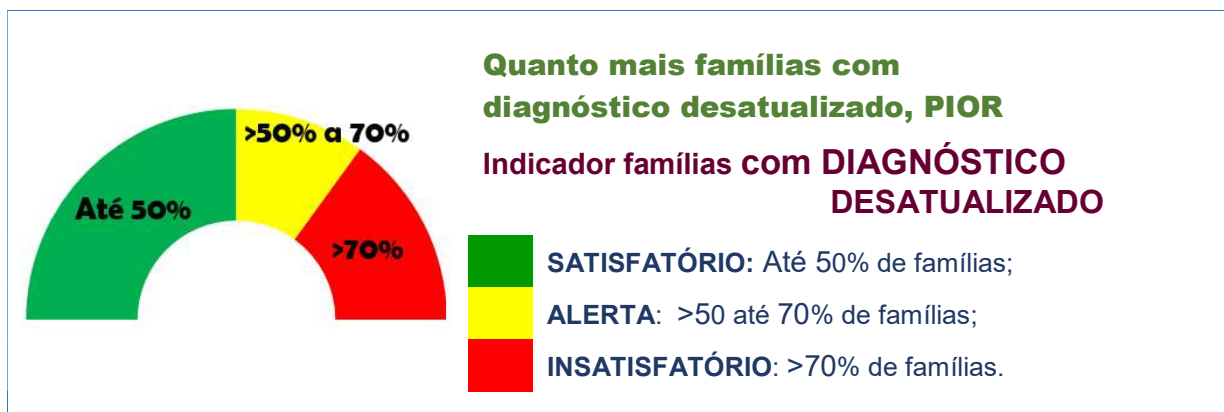 >50% a 70%
Até 50%
>70%
Quanto mais famílias com
diagnóstico desatualizado, PIOR
Indicador famílias com DIAGNÓSTICO
DESATUALIZADO
SATISFATÓRIO: Até 50% de famílias;
ALERTA: >50 até 70% de famílias;
INSATISFATÓRIO: >70% de famílias.